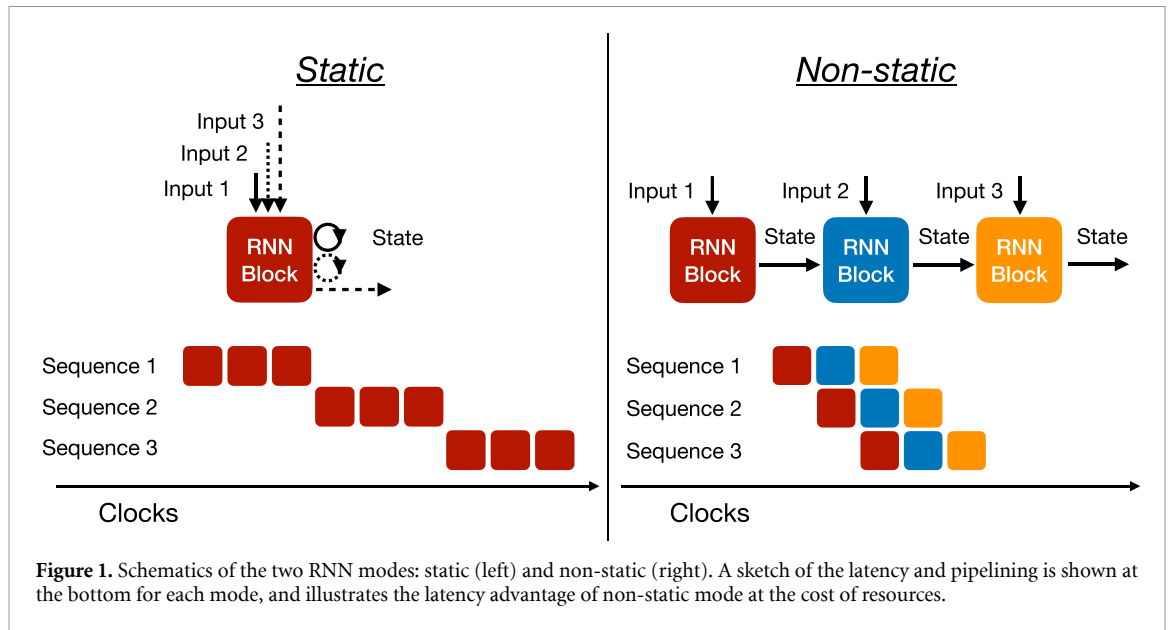 Static
Input 3
Input 2
Input 1
RNN
Block
State
Sequence 1
Sequence 2
Sequence 3
Clocks
Non-static
Input 1
Input 2
Input 3
RNN
Block
State
RNN
Block
State
RNN
Block
State
Sequence 1
Sequence 2
Sequence 3
Clocks
Figure 1. Schematics of the two RNN modes: static (left) and non-static (right). A sketch of the latency and pipelining is shown at
the bottom for each mode, and illustrates the latency advantage of non-static mode at the cost of resources.